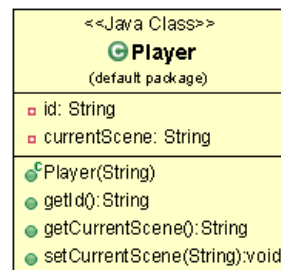 <<Java Class>>
C Player
(default package)
id: String
currentScene: String
C Player(String)
getId():String
getCurrentScene():String
setCurrentScene(String):void